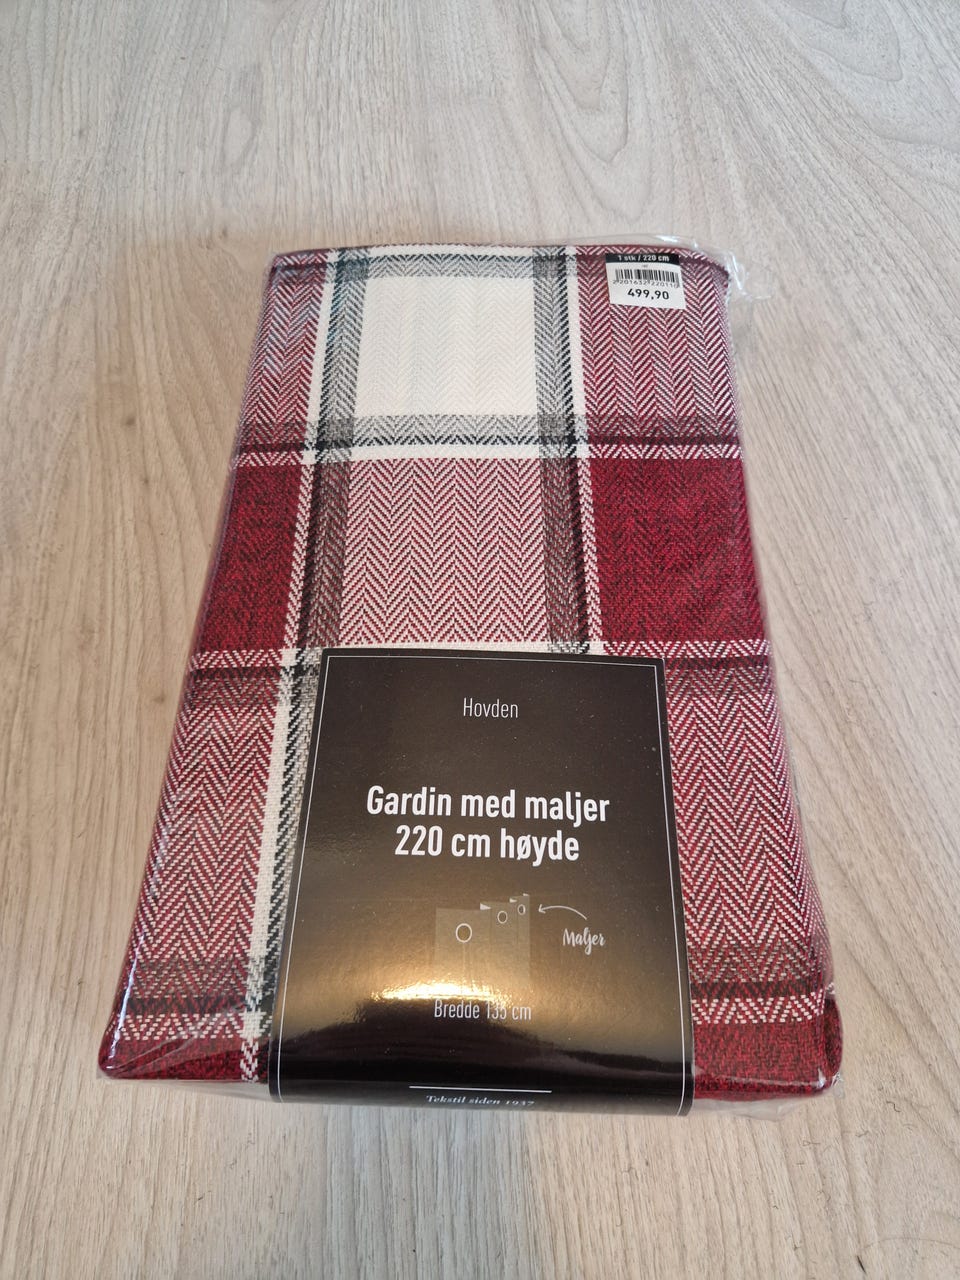 1 stk / 220 cm
499,90
Hovden
Gardin med maljer
220 cm høyde
Maljer
Bredde 135 cm
Tekstil siden 1937